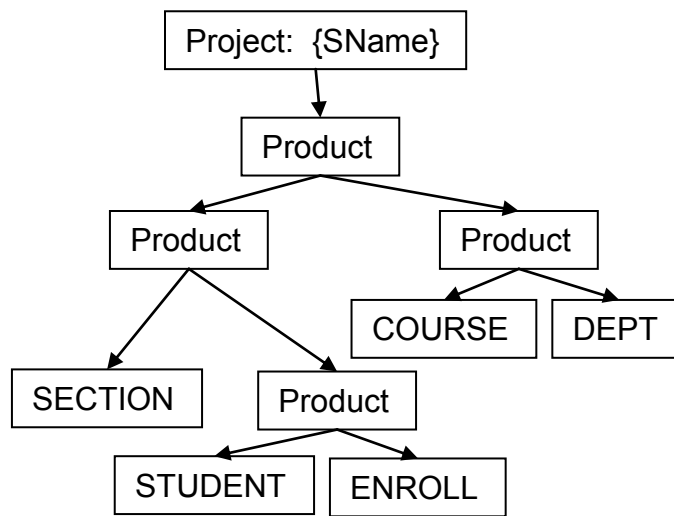 Project: {SName}
Product
Product
Product
COURSE
DEPT
SECTION
Product
STUDENT
ENROLL